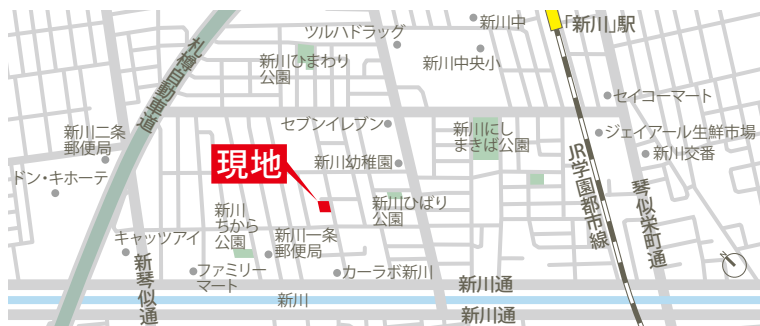 新川中
「新川」駅
ツルハドラッグ
札樽自動車道
新川ひまわり
公園
新川中央小
セイコーマート
セブンイレブン
新川にし
まきば公園
新川二条
郵便局
ジェイアール生鮮市場
現地
新川幼稚園
新川交番
JR学園都市線
ドン・キホーテ
琴似栄町通
新川ひばり
公園
新川
ちから
公園
キャッツアイ
新川一条
郵便局
新琴似通
ファミリー
マート
カーラボ新川
新川通
新川
新川通